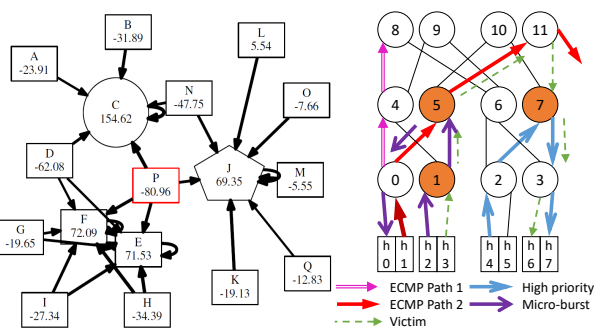 B
-31.89
A
-23.91
L
5.54
C
154.62
N
-47.75
O
-7.66
D
-62.08
P
-80.96
J
69.35
M
-5.55
G
-19.65
F
72.09
E
71.53
I
-27.34
H
-34.39
K
-19.13
Q
-12.83
8 9 10 11
4 5 6 7
0 1 2 3
h 0
h 1
h 2
h 3
h 4
h 5
h 6
h 7
ECMP Path 1
High priority
ECMP Path 2
Micro-burst
Victim